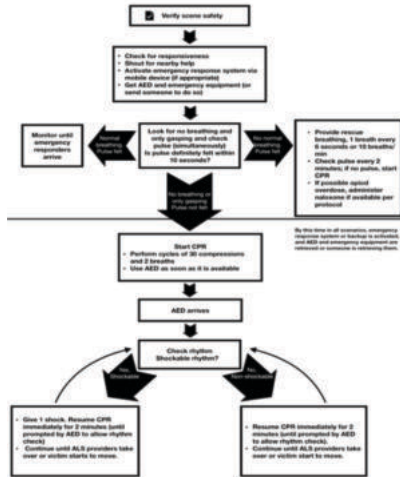 Verify scene safety
• Check for responsiveness
• Shout for nearby help
• Activate emergency response system via
mobile device (if appropriate)
• Get AED and emergency equipment (or
send someone to do so)
Monitor until
emergency
responders
arrive
Normal
breathing,
Pulse felt
Look for no breathing and
only gasping and check
pulse (simultaneously)
Is pulse definitely felt within
10 seconds?
No normal
breathing,
Pulse felt
• Provide rescue
breathing, 1 breath every
6 seconds or 10 breaths/
min
• Check pulse every 2
minutes; if no pulse, start
CPR
• If possible opioid
overdose, administer
naloxone if available per
protocol
No breathing or
only gasping
Pulse not felt
By this time in all scenarios, emergency
response system or backup is activated,
and AED and emergency equipment are
retrieved or someone is retrieving them.
Start CPR
• Perform cycles of 30 compressions
and 2 breaths
• Use AED as soon as it is available
AED arrives
Check rhythm
Shockable rhythm?
Shockable
No,
Non-shockable
• Give 1 shock. Resume CPR
immediately for 2 minutes (until
prompted by AED to allow rhythm
check)
• Continue until ALS providers take
over or victim starts to move.
• Resume CPR immediately for 2
minutes (until prompted by AED
to allow rhythm check).
• Continue until ALS providers take
over or victim starts to move.